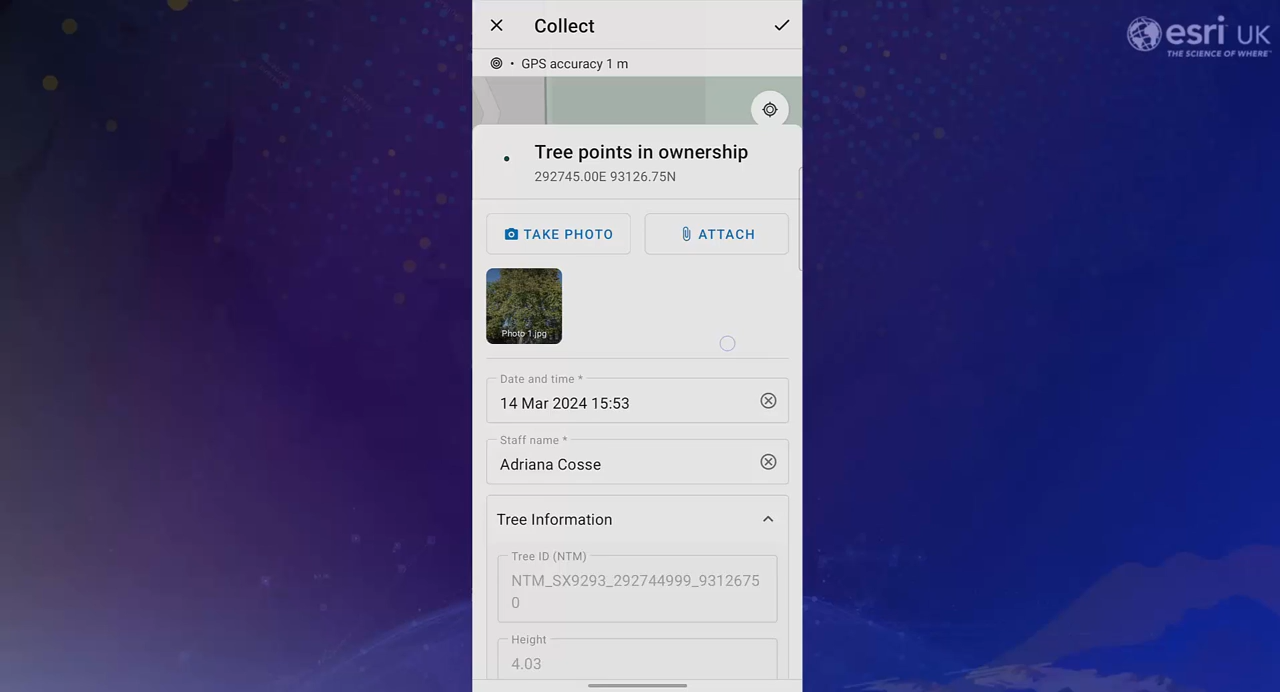 Collect
esri UK
THE SCIENCE OF WHERE™
• GPS accuracy 1 m
Tree points in ownership
292745.00E 93126.75N
TAKE PHOTO
ATTACH
Photo 1.jpg
Date and time *
14 Mar 2024 15:53
Staff name *
Adriana Cosse
Tree Information
Tree ID (NTM)
NTM_SX9293_292744999_9312675
0
Height
4.03